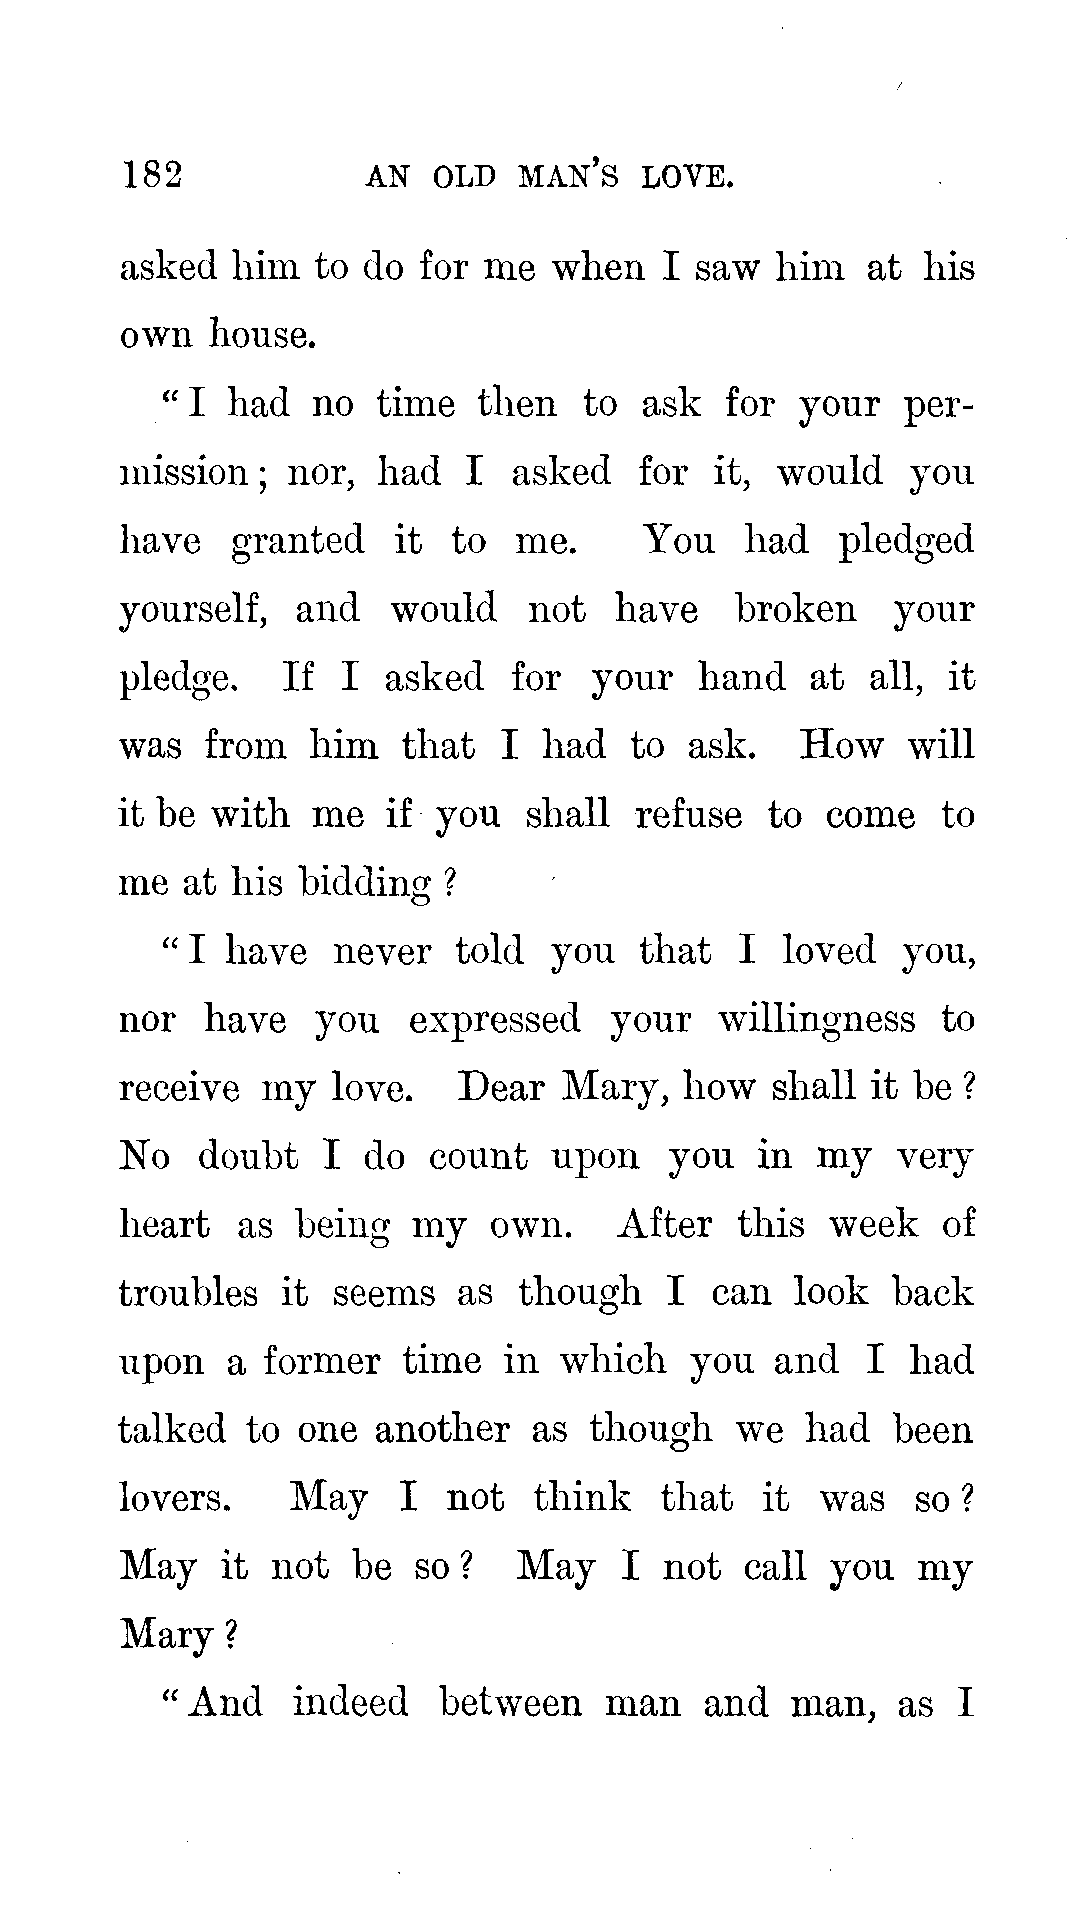 182 AN OLD MAN'S LOVE.
asked him to do for me when I saw him at his
own house.
"I had no time then to ask for your per-
mission; nor, had I asked for it, would you
have granted it to me. You had pledged
yourself, and would not have broken your
pledge. If I asked for your hand at all, it
was from him that I had to ask. How will
it be with me if you shall refuse to come to
me at his bidding?
"I have never told you that I loved you,
nor have you expressed your willingness to
receive my love. Dear Mary, how shall it be?
No doubt I do count upon you in my very
heart as being my own. After this week of
troubles it seems as though I can look back
upon a former time in which you and I had
talked to one another as though we had been
lovers. May I not think that it was so?
May it not be so? May I not call you my
Mary?
"And indeed between man and man, as I